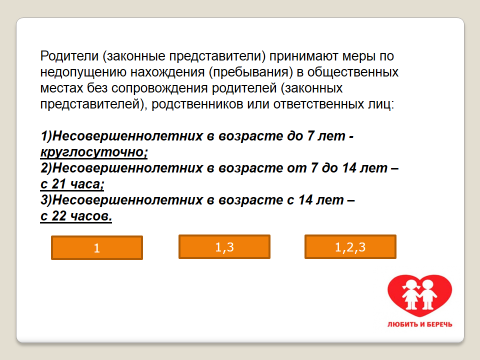 Родители (законные представители) принимают меры по
недопущению нахождения (пребывания) в общественных
местах без сопровождения родителей (законных
представителей), родственников или ответственных лиц:
1)Несовершеннолетних в возрасте до 7 лет -
круглосуточно;
2)Несовершеннолетних в возрасте от 7 до 14 лет –
с 21 часа;
3)Несовершеннолетних в возрасте с 14 лет –
с 22 часов.
1
1,3
1,2,3
ЛЮБИТЬ И БЕРЕЧЬ